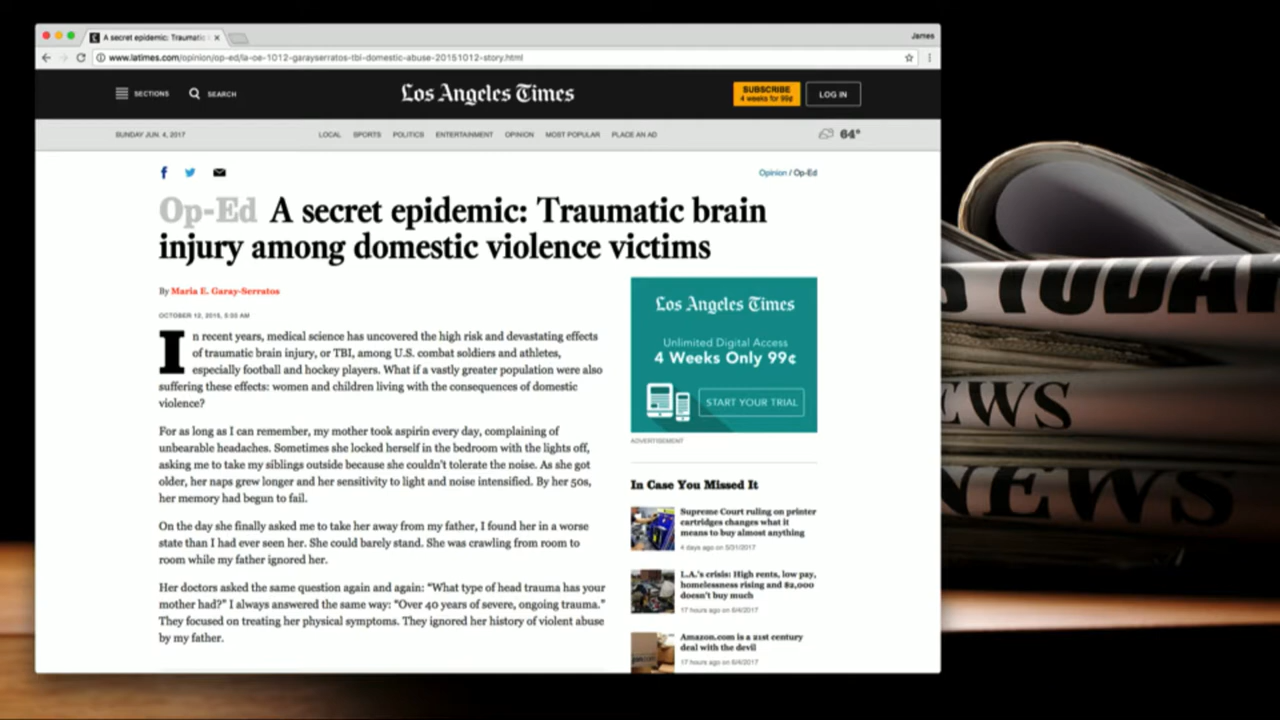 A secret epidemic: Traumatic
James
www.latimes.com/opinion/op-ed/la-oe-1012-garayserratos-tbi-domestic-abuse-20151012-story.html
SECTIONS
SEARCH
Los Angeles Times
SUBSCRIBE
4 weeks for 99¢
LOG IN
SUNDAY JUN. 4, 2017
LOCAL SPORTS POLITICS ENTERTAINMENT OPINION MOST POPULAR PLACE AN AD
64°
Opinion / Op-Ed
Op-Ed A secret epidemic: Traumatic brain
injury among domestic violence victims
By Maria E. Garay-Serratos
OCTOBER 12, 2015, 5:00 AM
In recent years, medical science has uncovered the high risk and devastating effects
of traumatic brain injury, or TBI, among U.S. combat soldiers and athletes,
especially football and hockey players. What if a vastly greater population were also
suffering these effects: women and children living with the consequences of domestic
violence?
For as long as I can remember, my mother took aspirin every day, complaining of
unbearable headaches. Sometimes she locked herself in the bedroom with the lights off,
asking me to take my siblings outside because she couldn't tolerate the noise. As she got
older, her naps grew longer and her sensitivity to light and noise intensified. By her 50s,
her memory had begun to fail.
On the day she finally asked me to take her away from my father, I found her in a worse
state than I had ever seen her. She could barely stand. She was crawling from room to
room while my father ignored her.
Her doctors asked the same question again and again: “What type of head trauma has your
mother had?” I always answered the same way: “Over 40 years of severe, ongoing trauma.”
They focused on treating her physical symptoms. They ignored her history of violent abuse
by my father.
Los Angeles Times
Unlimited Digital Access
4 Weeks Only 99¢
START YOUR TRIAL
ADVERTISEMENT
In Case You Missed It
Supreme Court ruling on printer
cartridges changes what it
means to buy almost anything
4 days ago on 5/31/2017
L.A.'s crisis: High rents, low pay,
homelessness rising and $2,000
doesn't buy much
17 hours ago on 6/4/2017
Amazon.com is a 21st century
deal with the devil
17 hours ago on 6/4/2017
S TODA
EWS
NEWS